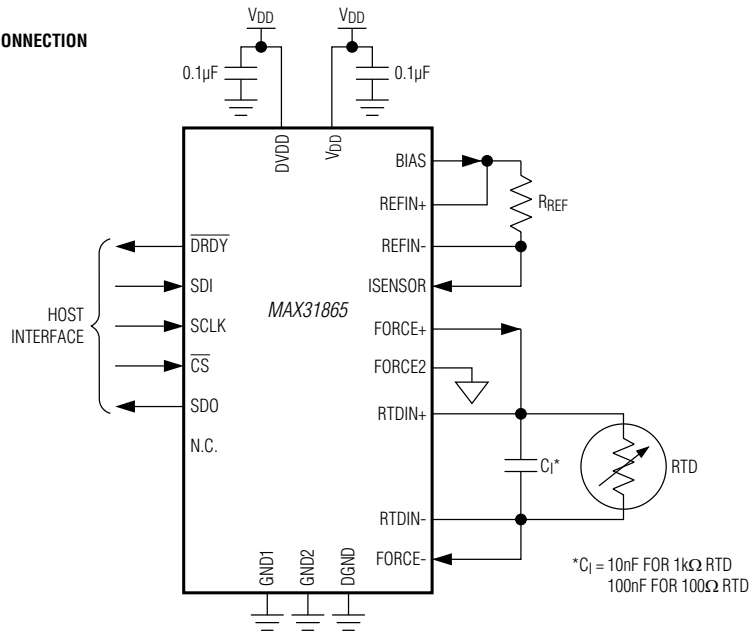 ONNECTION
VDD
VDD
0.1µF
0.1µF
DVDD
VDD
BIAS
REFIN+
RREF
DRDY
REFIN-
SDI
ISENSOR
MAX31865
HOST
INTERFACE
SCLK
FORCE+
CS
FORCE2
SDO
RTDIN+
N.C.
CI*
RTD
RTDIN-
FORCE-
GND1
GND2
DGND
*CI = 10nF FOR 1kΩ RTD
100nF FOR 100Ω RTD